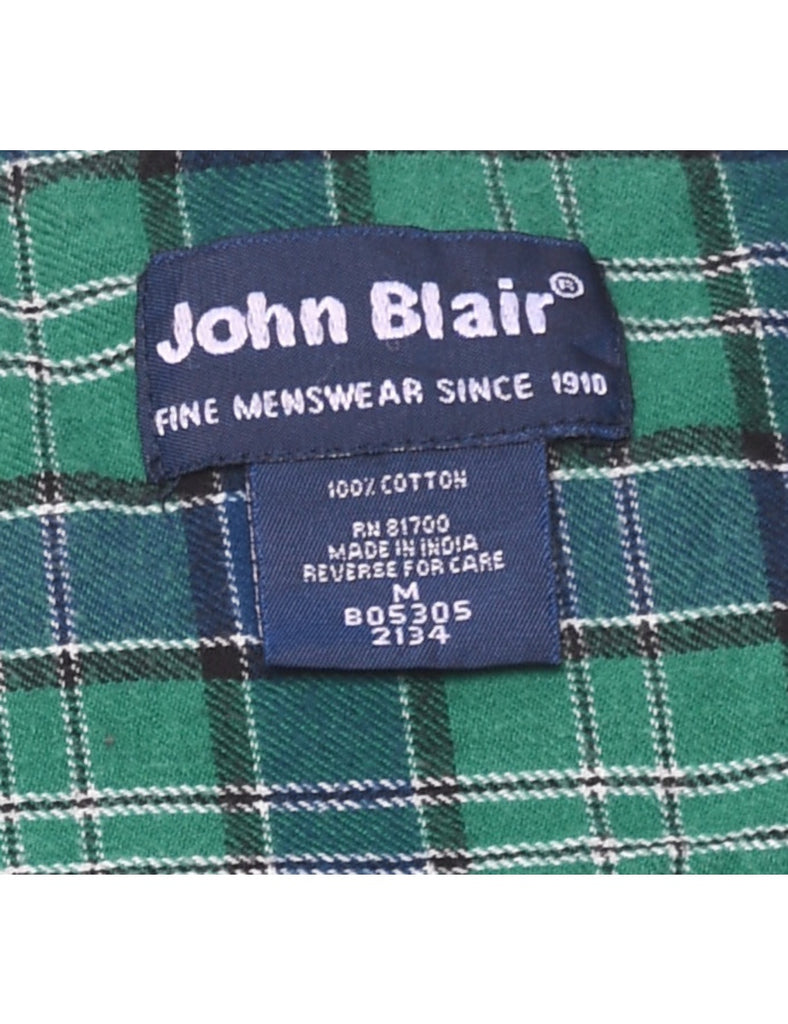 John Blair®
FINE MENSWEAR SINCE 1910
100% COTTON
RN 81700
MADE IN INDIA
REVERSE FOR CARE
M
B05305
2134